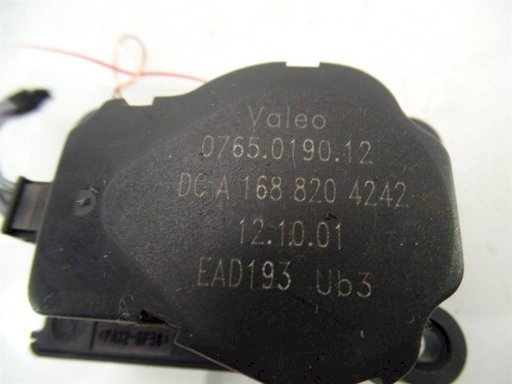 Valeo
0765.0190.12
DC A 168 820 4242
12.10.01
EAD193 Ub3